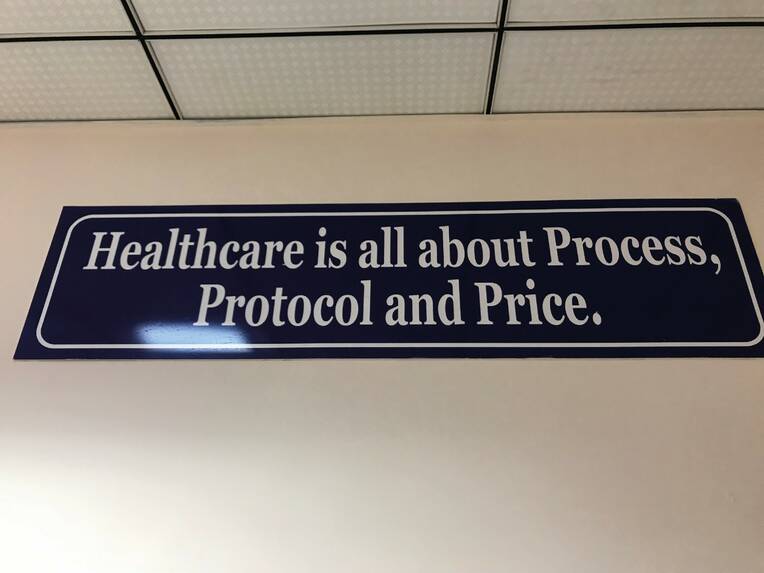 Healthcare is all about Process,
Protocol and Price.